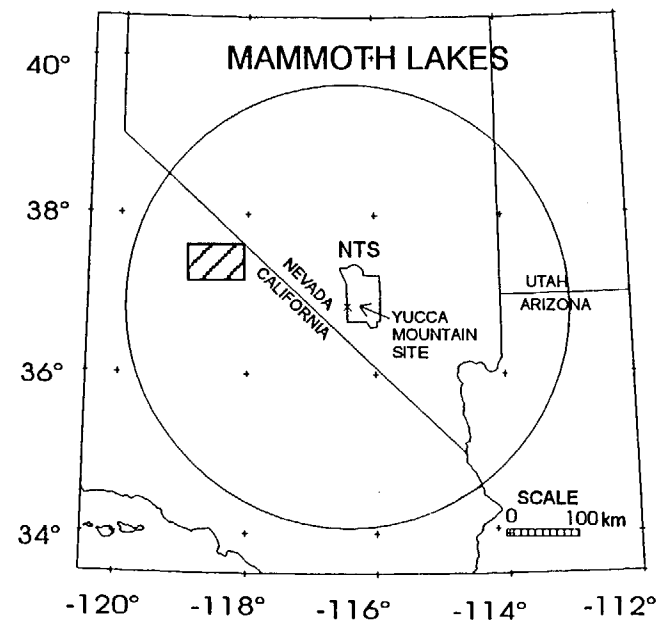 MAMMOTH LAKES
40°
38°
36°
34°
NTS
NEVADA
CALIFORNIA
YUCCA
MOUNTAIN
SITE
UTAH
ARIZONA
SCALE
0 100 km
-120° -118° -116° -114° -112°